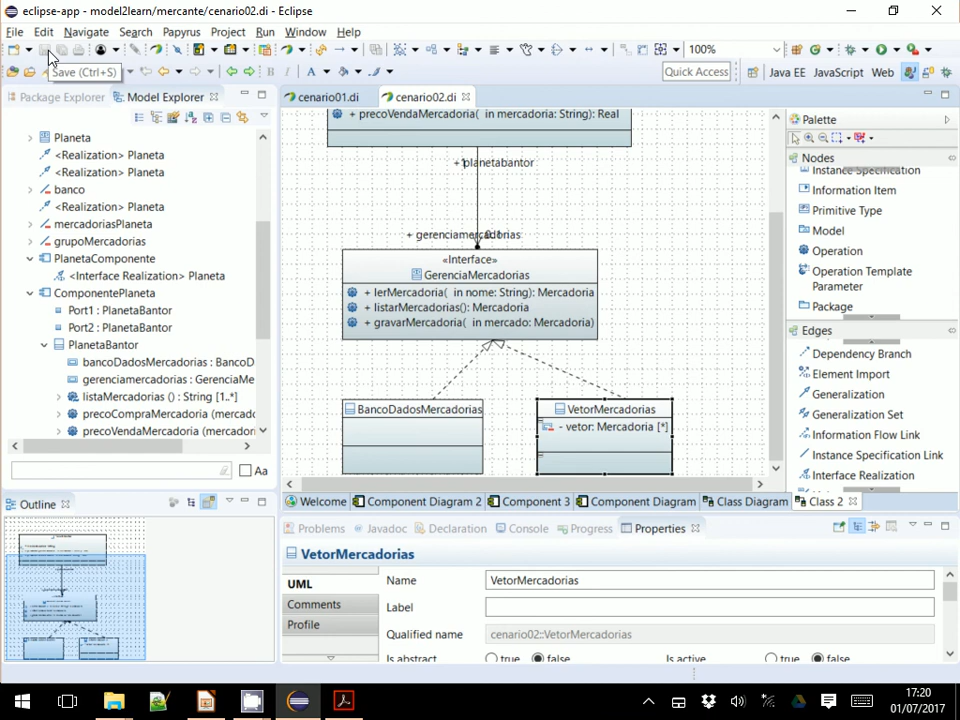 eclipse-app - model2learn/mercante/cenario02.di - Eclipse
File Edit Navigate Search Papyrus Project Run Window Help
100%
Save (Ctrl+S)
Quick Access
Java EE JavaScript Web
Package Explorer Model Explorer
cenario01.di cenario02.di
Planeta
<Realization> Planeta
<Realization> Planeta
banco
<Realization> Planeta
mercadoriasPlaneta
grupoMercadorias
PlanetaComponente
<Interface Realization> Planeta
ComponentePlaneta
Port1 : PlanetaBantor
Port2 : PlanetaBantor
PlanetaBantor
bancoDadosMercadorias : BancoD
gerenciamercadorias : GerenciaMe
listaMercadorias () : String [1..*]
precoCompraMercadoria (mercado
precoVendaMercadoria (mercador
Aa
Outline
+ precoVendaMercadoria( in mercadoria: String): Real
+ planetabantor
+ gerenciamercadorias
«Interface»
GerenciaMercadorias
+ lerMercadoria( in nome: String): Mercadoria
+ listarMercadorias(): Mercadoria
+ gravarMercadoria( in mercado: Mercadoria)
BancoDadosMercadorias
VetorMercadorias
- vetor: Mercadoria [*]
Palette
Nodes
Instance Specification
Information Item
Primitive Type
Model
Operation
Operation Template
Parameter
Package
Edges
Dependency Branch
Element Import
Generalization
Generalization Set
Information Flow Link
Instance Specification Link
Interface Realization
Welcome Component Diagram 2 Component 3 Component Diagram Class Diagram Class 2
Problems Javadoc Declaration Console Progress Properties
VetorMercadorias
UML
Comments
Profile
Name VetorMercadorias
Label
Qualified name cenario02::VetorMercadorias
Is abstract true false Is active true false
17:20
01/07/2017